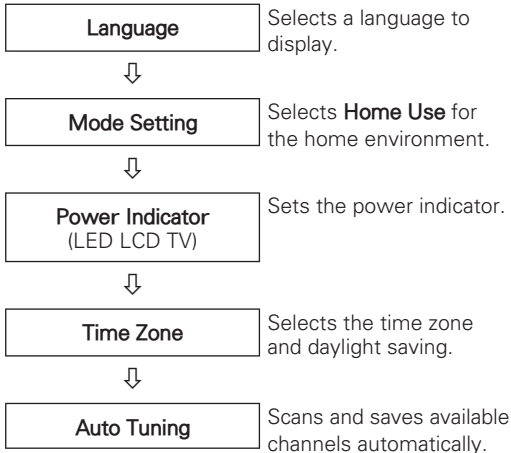 Language
Selects a language to
display.
Mode Setting
Selects Home Use for
the home environment.
Power Indicator
(LED LCD TV)
Sets the power indicator.
Time Zone
Selects the time zone
and daylight saving.
Auto Tuning
Scans and saves available
channels automatically.